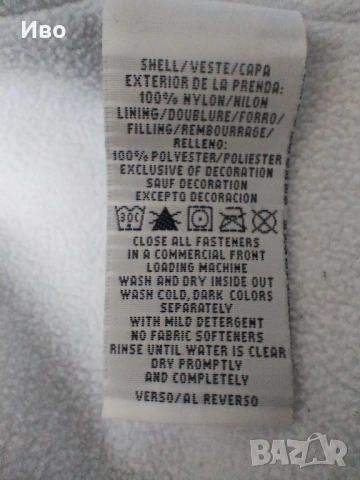 Иво
SHELL/VESTE/CAPA
EXTERIOR DE LA PRENDA:
100% NYLON/NILON
LINING/DOUBLURE/FORRO/
FILLING/REMBOURRAGE/
RELLENO:
100% POLYESTER/POLIESTER
EXCLUSIVE OF DECORATION
SAUF DECORATION
EXCEPTO DECORACION
30C
CLOSE ALL FASTENERS
IN A COMMERCIAL FRONT
LOADING MACHINE
WASH AND DRY INSIDE OUT
WASH COLD, DARK COLORS
SEPARATELY
WITH MILD DETERGENT
NO FABRIC SOFTENERS
RINSE UNTIL WATER IS CLEAR
DRY PROMPTLY
AND COMPLETELY
VERSO/AL REVERSO
BAZAR